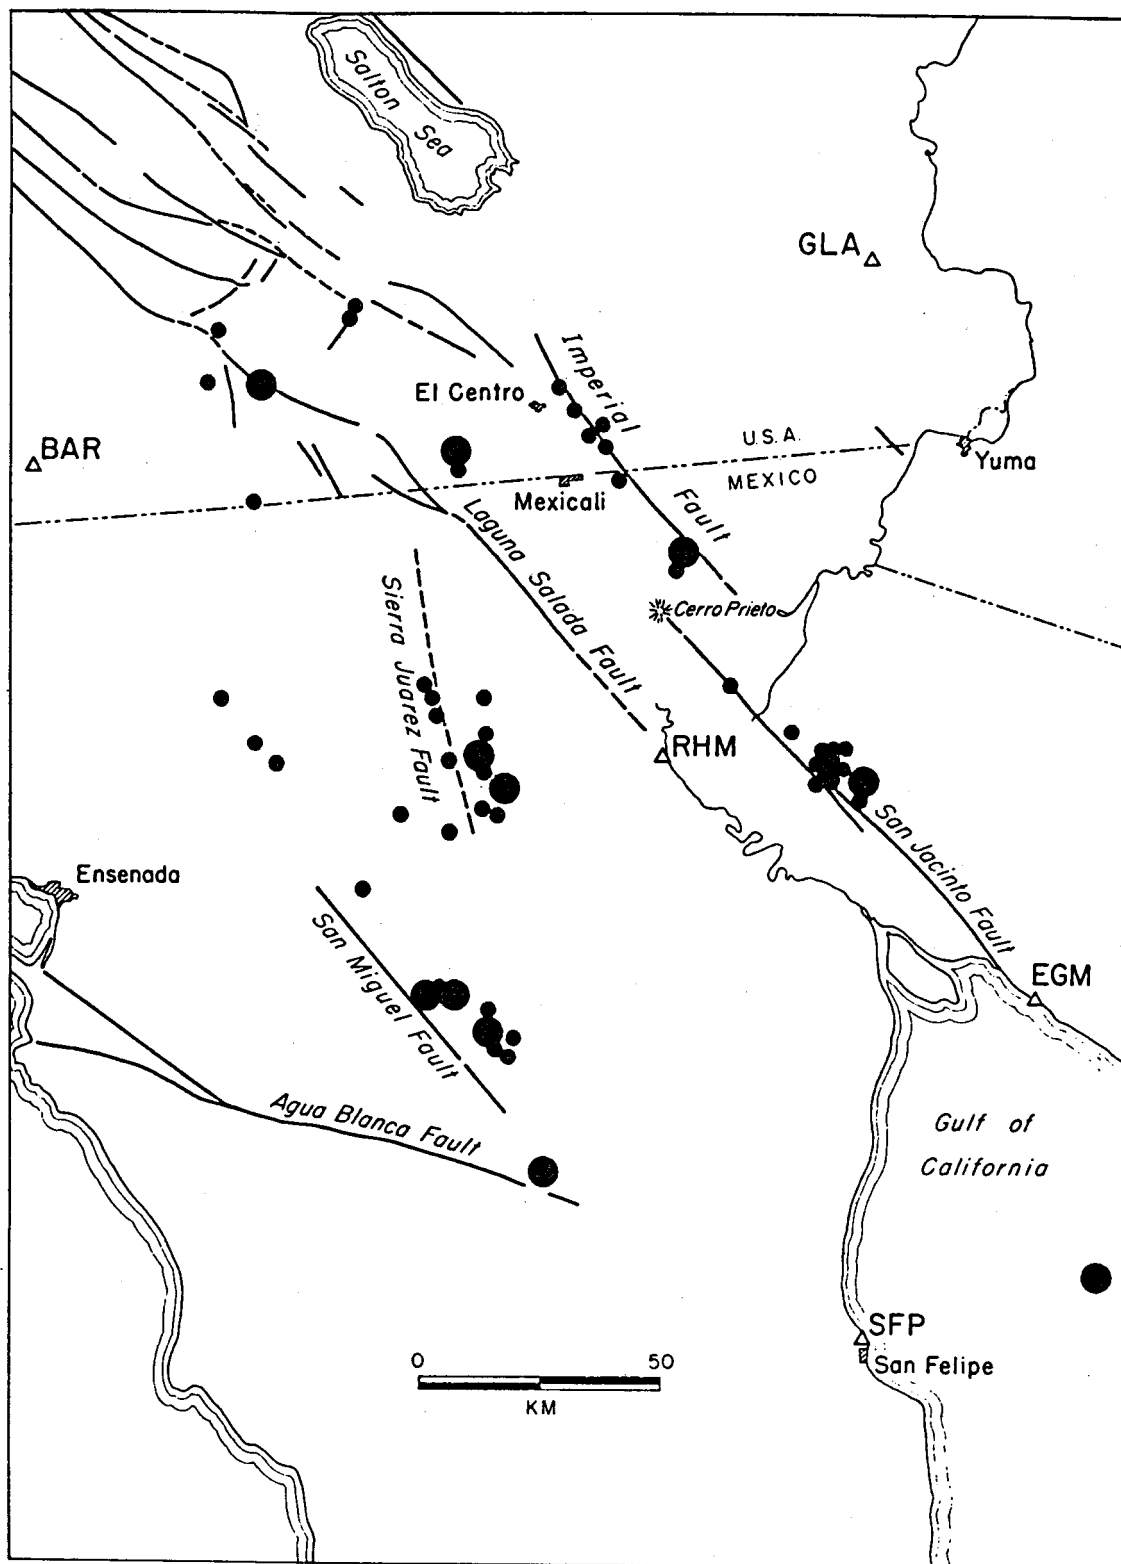 Salton
Sea
GLA
Imperial
Fault
El Centro
BAR
U.S.A.
MEXICO
Yuma
Mexicali
Laguna Salada Fault
Sierra Juarez Fault
Cerro Prieto
RHM
San Jacinto Fault
Ensenada
San Miguel Fault
EGM
Agua Blanca Fault
Gulf of
California
SFP
San Felipe
0 50
KM